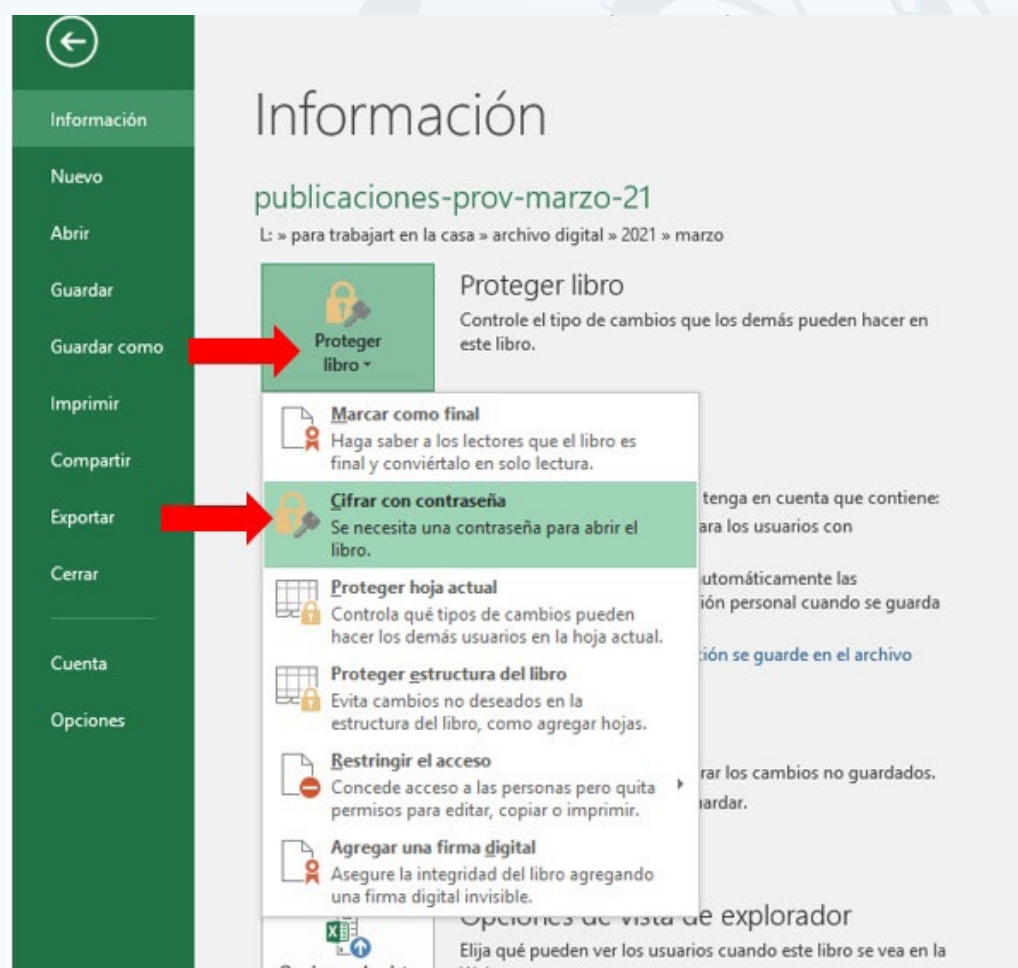 Información
Nuevo
Abrir
Guardar
Guardar como
Imprimir
Compartir
Exportar
Cerrar
Cuenta
Opciones
Información
publicaciones-prov-marzo-21
L: » para trabajart en la casa » archivo digital » 2021 » marzo
Proteger
libro
Proteger libro
Controle el tipo de cambios que los demás pueden hacer en
este libro.
Marcar como final
Haga saber a los lectores que el libro es
final y conviértalo en solo lectura.
Cifrar con contraseña
Se necesita una contraseña para abrir el
libro.
Proteger hoja actual
Controla qué tipos de cambios pueden
hacer los demás usuarios en la hoja actual.
Proteger estructura del libro
Evita cambios no deseados en la
estructura del libro, como agregar hojas.
Restringir el acceso
Concede acceso a las personas pero quita
permisos para editar, copiar o imprimir.
Agregar una firma digital
Asegure la integridad del libro agregando
una firma digital invisible.
tenga en cuenta que contiene:
ara los usuarios con
utomáticamente las
ión personal cuando se guarda
ión se guarde en el archivo
rar los cambios no guardados.
ardar.
Opciones de vista de explorador
Elija qué pueden ver los usuarios cuando este libro se vea en la